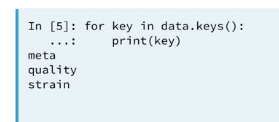 In [5]: for key in data.keys():
   ...:     print(key)
meta
quality
strain